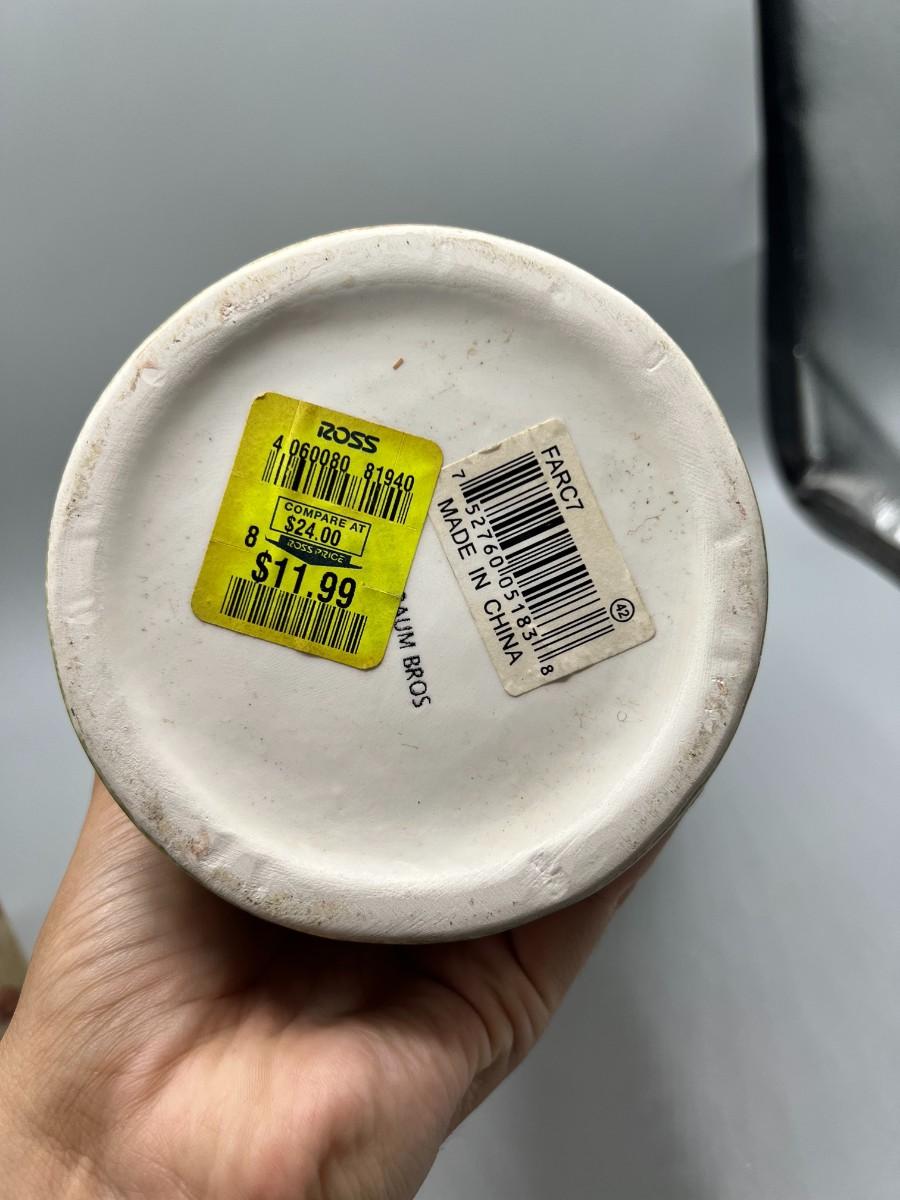 ROSS
4 060080 81940
COMPARE AT
$24.00
ROSS PRICE
8
$11.99
FARC7
7 52760 05183 8
MADE IN CHINA
42
BAUM BROS